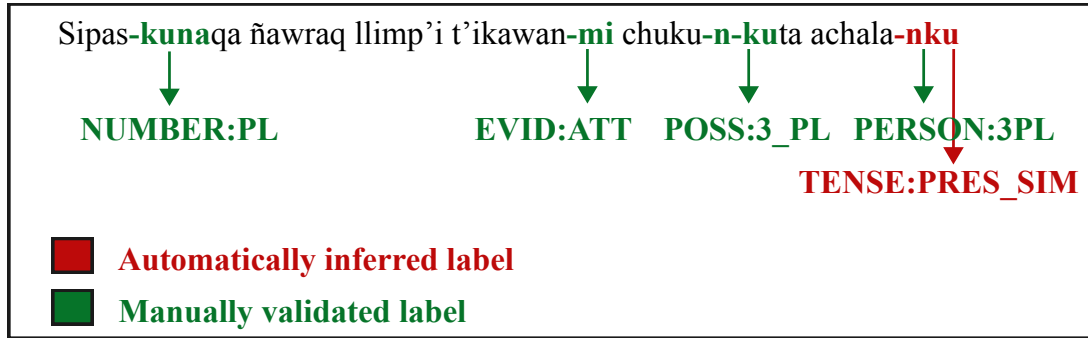 Sipas-kunaqa ñawraq llimp’i t’ikawan-mi chuku-n-kuta achala-nku
NUMBER:PL EVID:ATT POSS:3_PL PERSON:3PL
TENSE:PRES_SIM
Automatically inferred label
Manually validated label